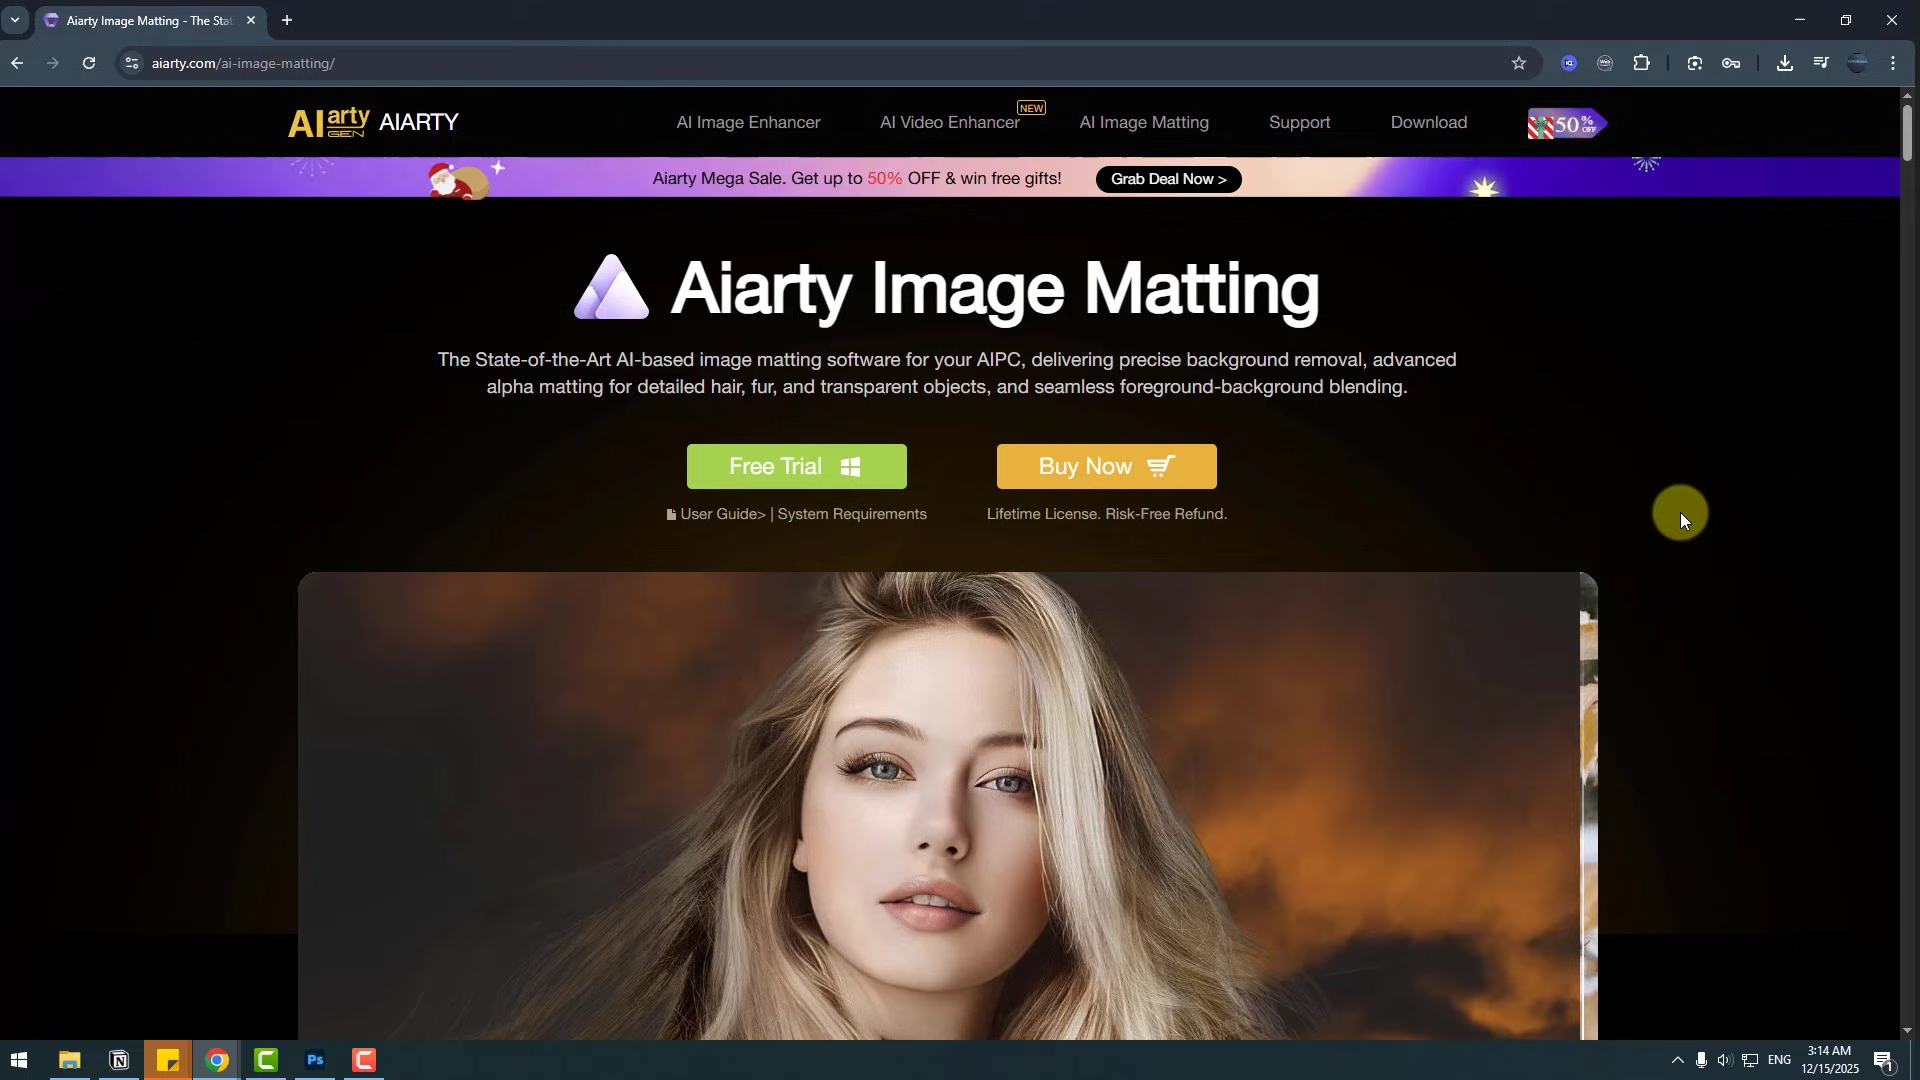 Aiarty Image Matting - The Stat
aiarty.com/ai-image-matting/
AIarty GEN AIARTY
AI Image Enhancer
AI Video Enhancer
NEW
AI Image Matting
Support
Download
50% OFF
Aiarty Mega Sale. Get up to 50% OFF & win free gifts!
Grab Deal Now >
Aiarty Image Matting
The State-of-the-Art AI-based image matting software for your AIPC, delivering precise background removal, advanced
alpha matting for detailed hair, fur, and transparent objects, and seamless foreground-background blending.
Free Trial
Buy Now
User Guide> | System Requirements
Lifetime License. Risk-Free Refund.
Ps
ENG
3:14 AM
12/15/2025
1